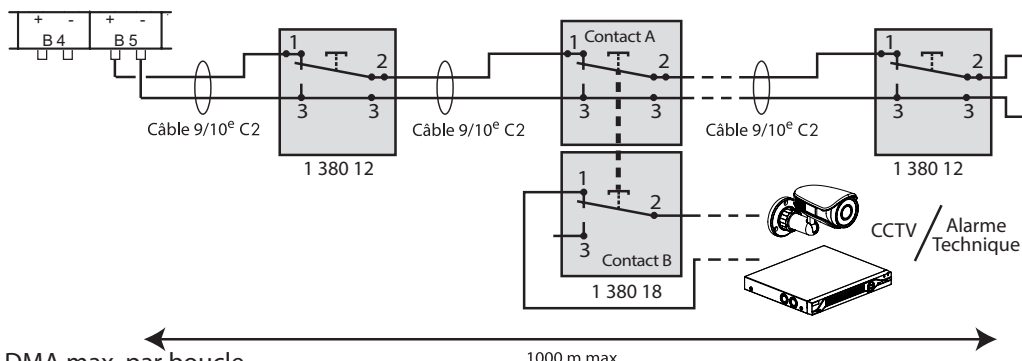 + - + -
B 4 B 5
1 2 3 3
Câble 9/10e C2
1 380 12
Contact A
1 2 3 3
Câble 9/10e C2
1 2 3 3
Câble 9/10e C2
1 380 12
1 2 3
Contact B
1 380 18
CCTV / Alarme
Technique
1000 m max
DMA max. par boucle